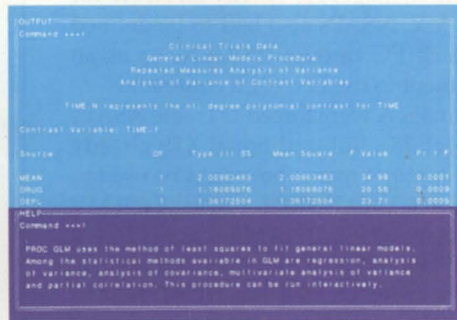 OUTPUT
Command ===>
Clinical Trials Data
General Linear Models Procedure
Repeated Measures Analysis of Variance
Analysis of Variance of Contrast Variables
TIME.N represents the nth degree polynomial contrast for TIME
Contrast Variable: TIME.1
Source DF Type III SS Mean Square F Value Pr > F
MEAN 1 2.00963483 2.00963483 34.99 0.0001
DRUG 1 1.18069076 1.18069076 20.56 0.0009
DEPL 1 1.36172504 1.36172504 23.71 0.0005
HELP
Command ===>
PROC GLM uses the method of least squares to fit general linear models.
Among the statistical methods available in GLM are regression, analysis
of variance, analysis of covariance, multivariate analysis of variance
and partial correlation. This procedure can be run interactively.